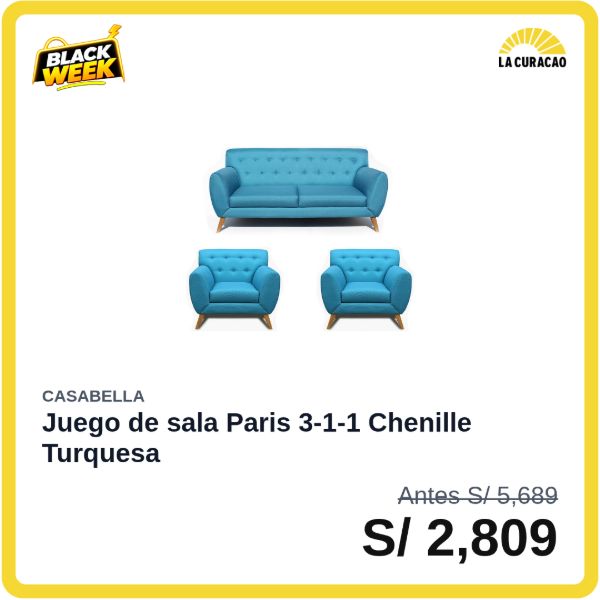 BLACK
WEEK
LA CURACAO
CASABELLA
Juego de sala Paris 3-1-1 Chenille
Turquesa
Antes S/ 5,689
S/ 2,809